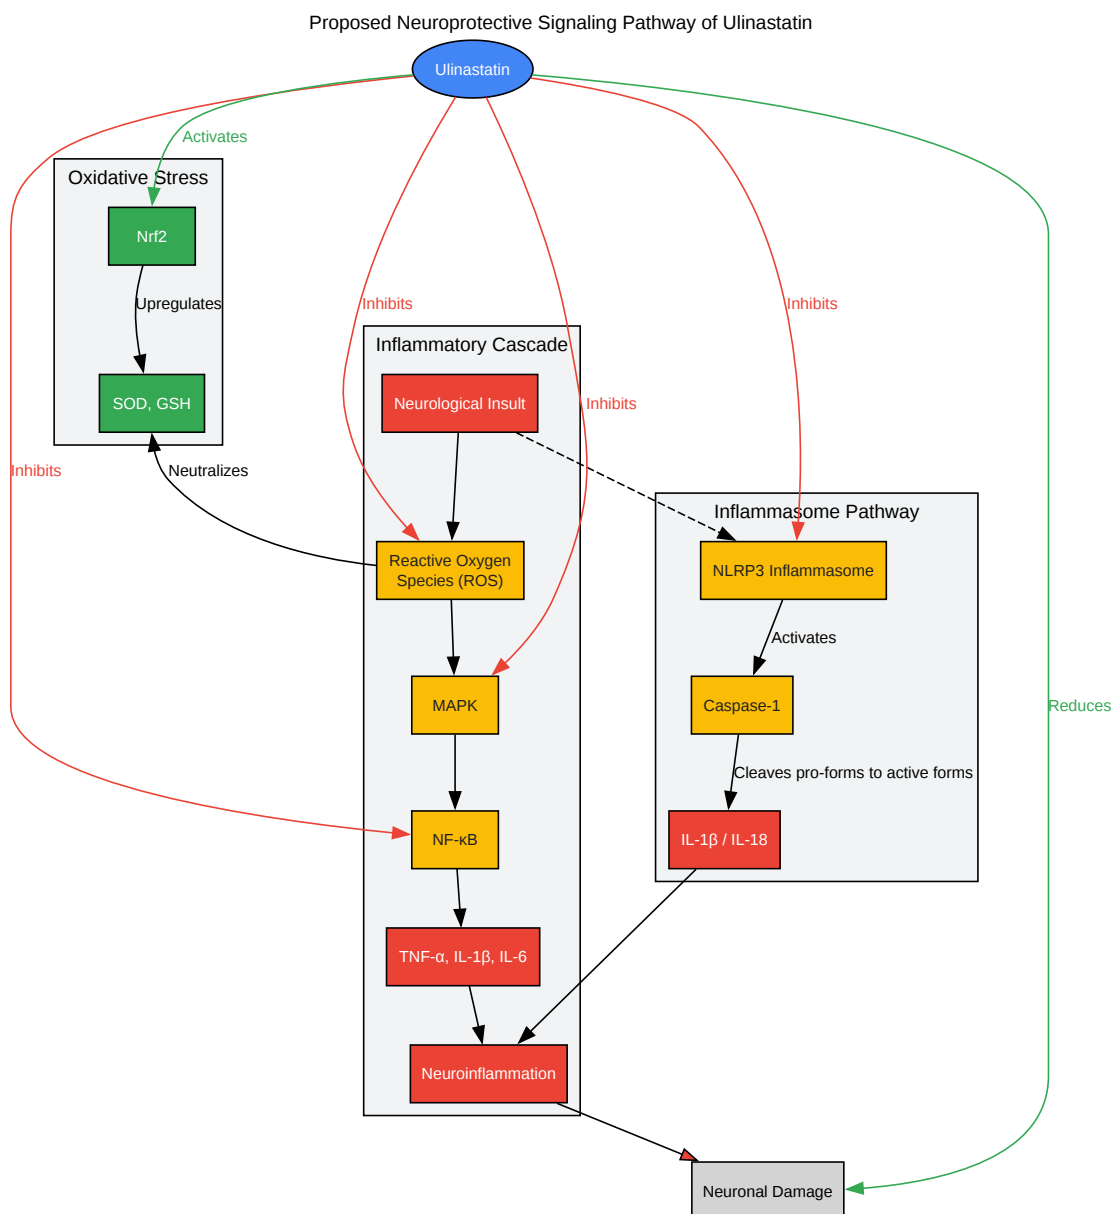 Proposed Neuroprotective Signaling Pathway of Ulinastatin
Ulinastatin
Activates
Oxidative Stress
Nrf2
Upregulates
SOD, GSH
Neutralizes
Inhibits
Inhibits
Inhibits
Inhibits
Inflammatory Cascade
Neurological Insult
Reactive Oxygen
Species (ROS)
MAPK
NF-κB
TNF-α, IL-1β, IL-6
Neuroinflammation
Inflammasome Pathway
NLRP3 Inflammasome
Activates
Caspase-1
Cleaves pro-forms to active forms
IL-1β / IL-18
Reduces
Neuronal Damage